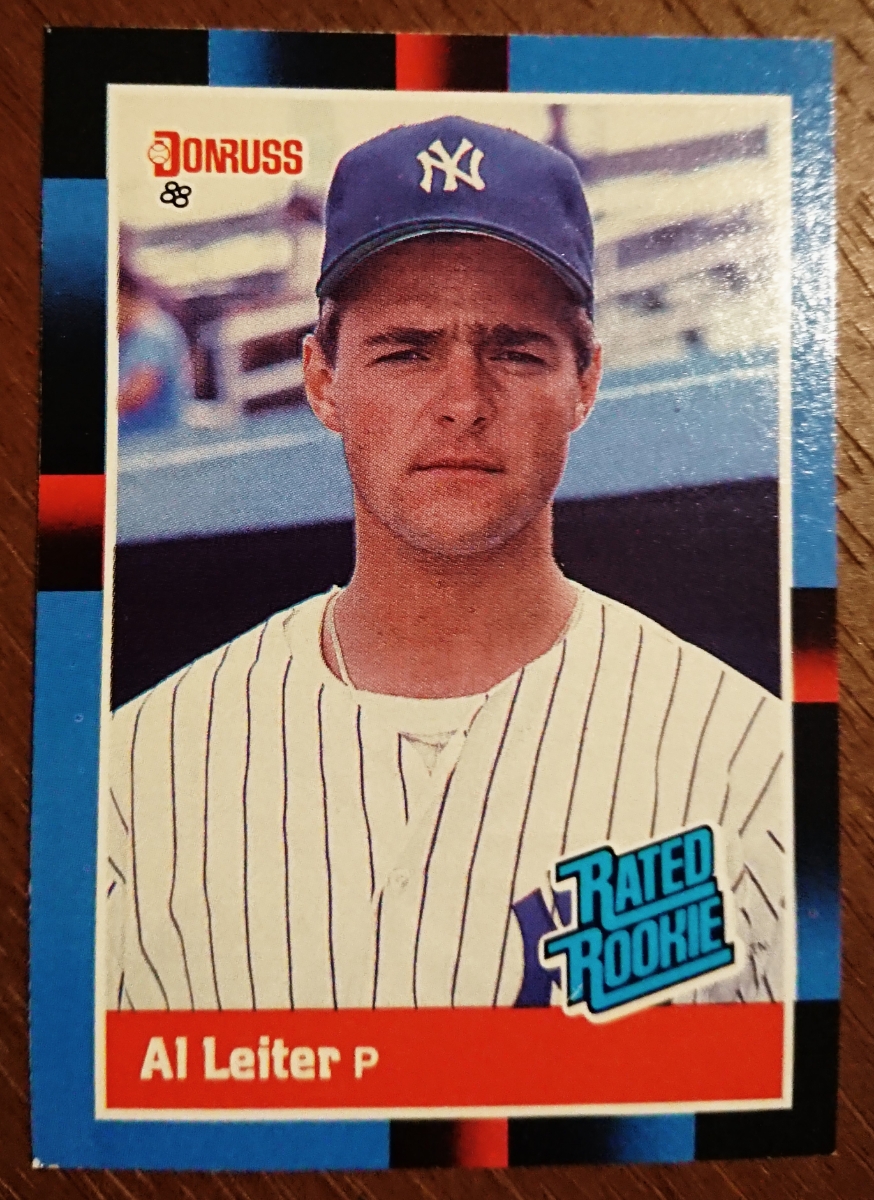 DONRUSS
88
NY
RATED
ROOKIE
Al Leiter P